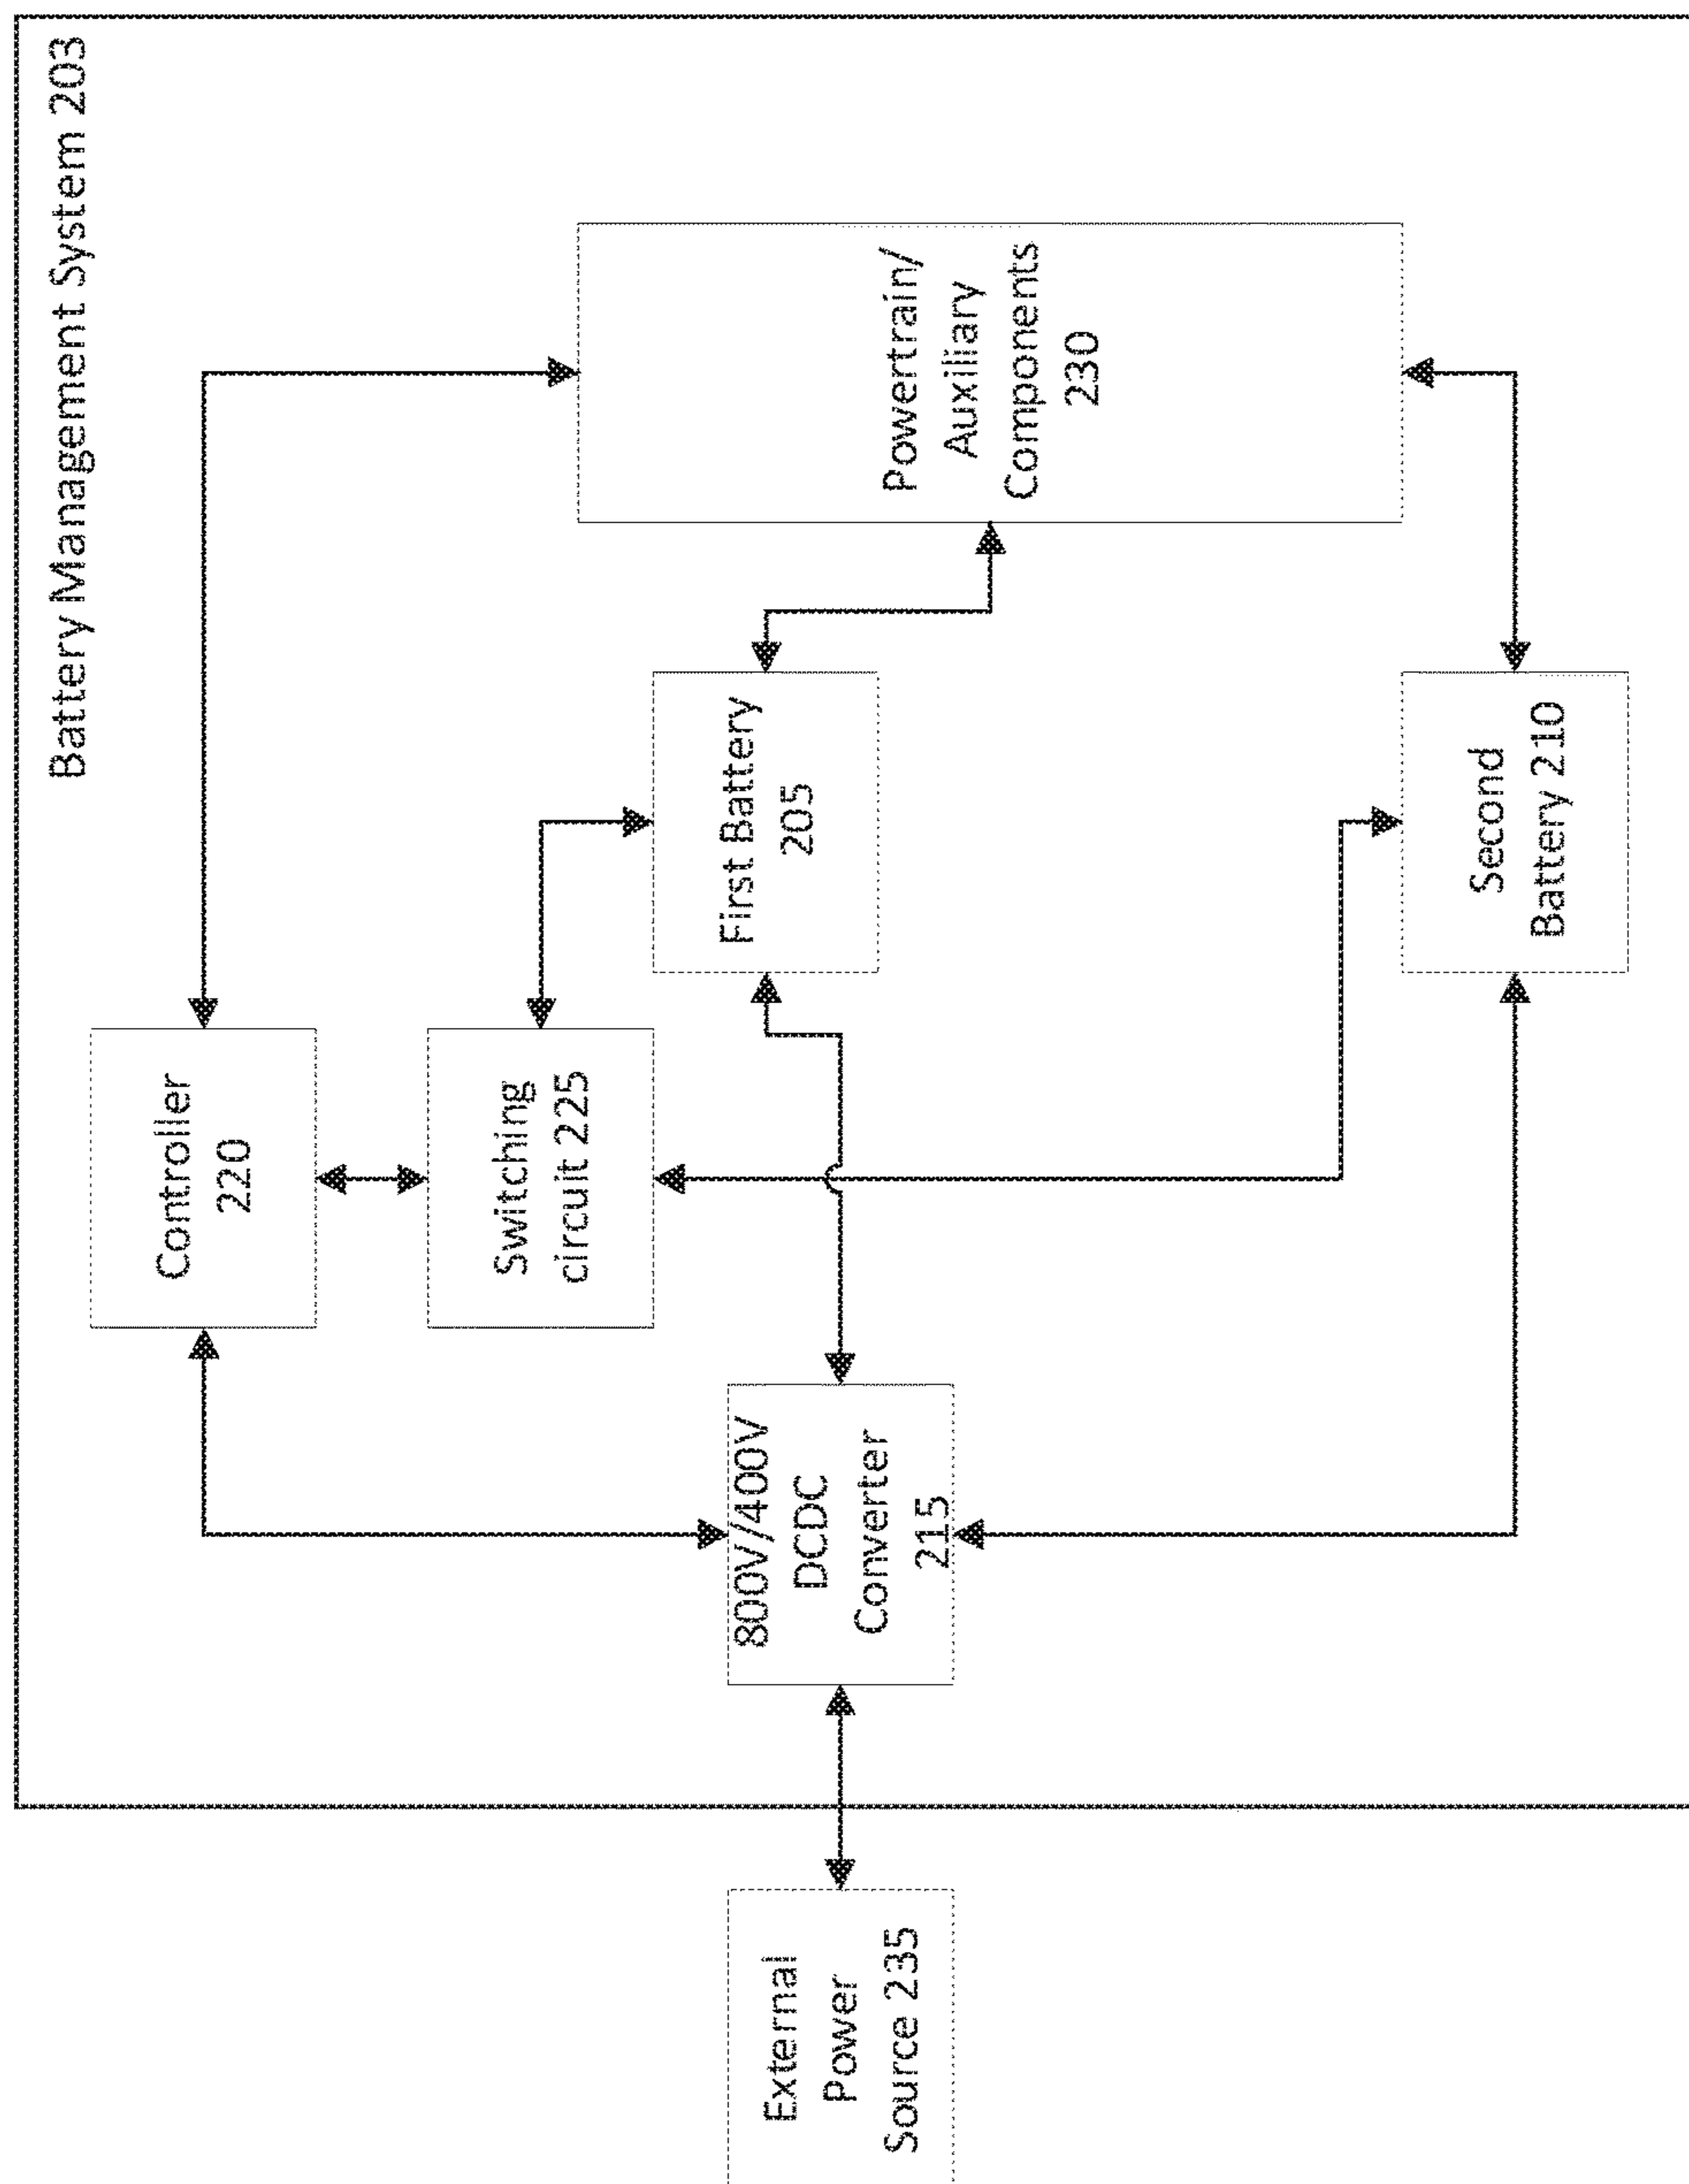 Battery Management System 203
Controller
220
Switching
circuit 225
First Battery
205
Powertrain/
Auxiliary
Components
230
800V/400V
DCDC
Converter
215
External
Power
Source 235
Second
Battery 210